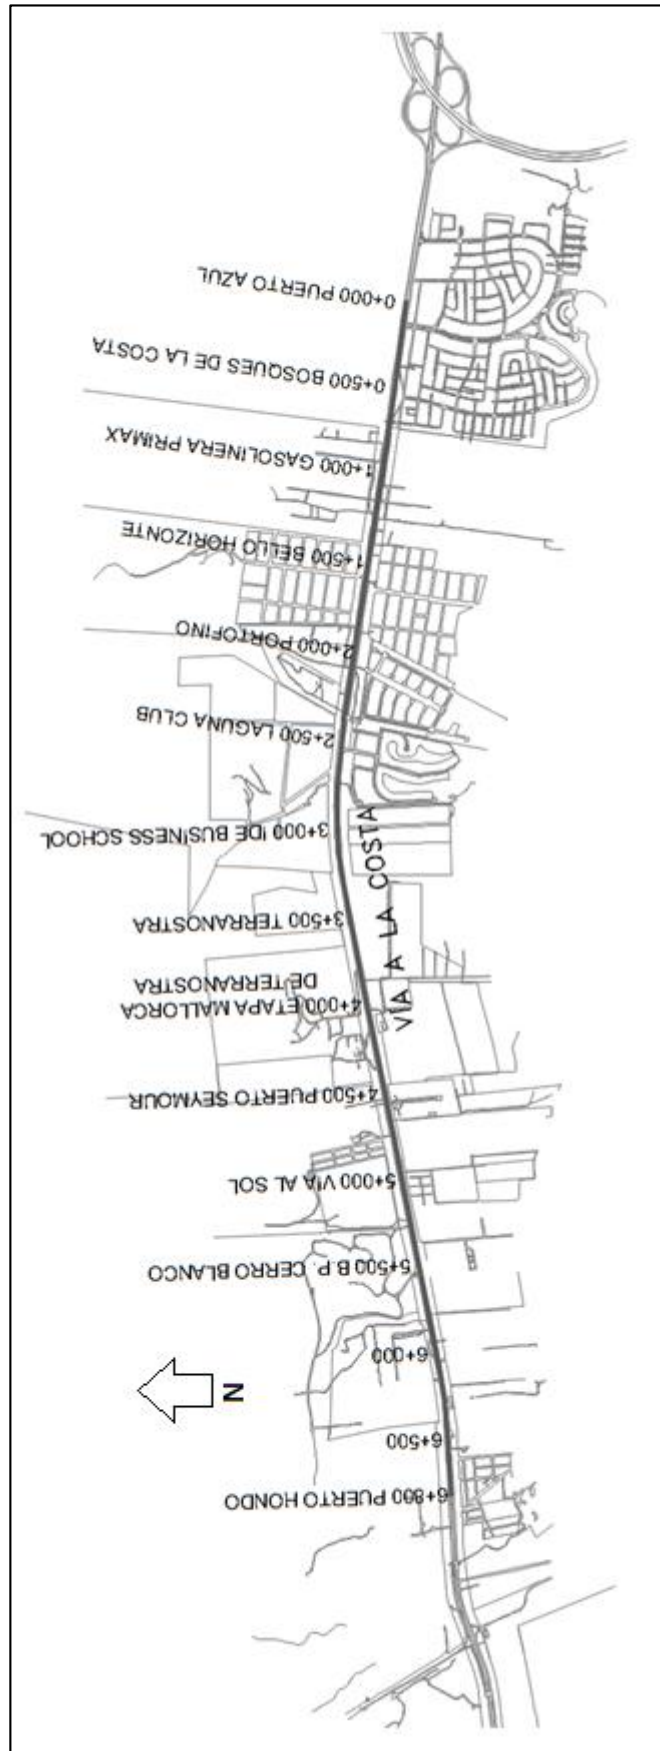 0+000 PUERTO AZUL
0+500 BOSQUES DE LA COSTA
1+000 GASOLINERA PRIMAX
1+500 BELLO HORIZONTE
2+000 PORTOFINO
2+500 LAGUNA CLUB
3+000 IDE BUSINESS SCHOOL
VÍA A LA COSTA
3+500 TERRANOSTRA
4+000 ETAPA MALLORCA
DE TERRANOSTRA
4+500 PUERTO SEYMOUR
5+000 VIA AL SOL
5+500 B.P. CERRO BLANCO
6+000
N
6+500
6+800 PUERTO HONDO